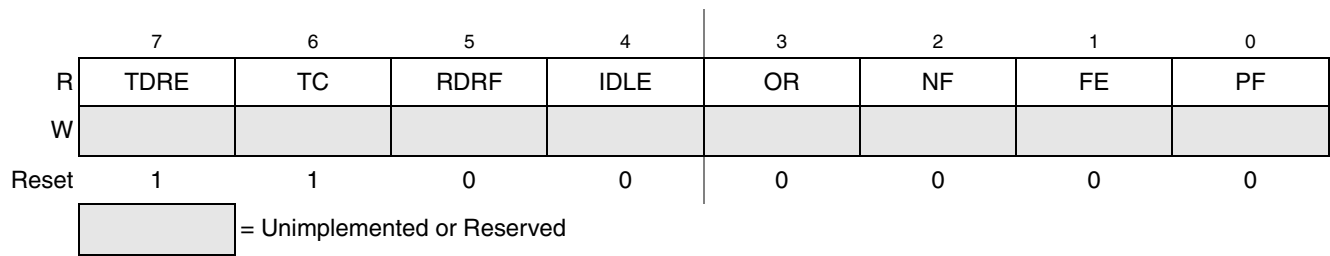 7 6 5 4 3 2 1 0
R TDRE TC RDRF IDLE OR NF FE PF
W
Reset 1 1 0 0 0 0 0 0
= Unimplemented or Reserved